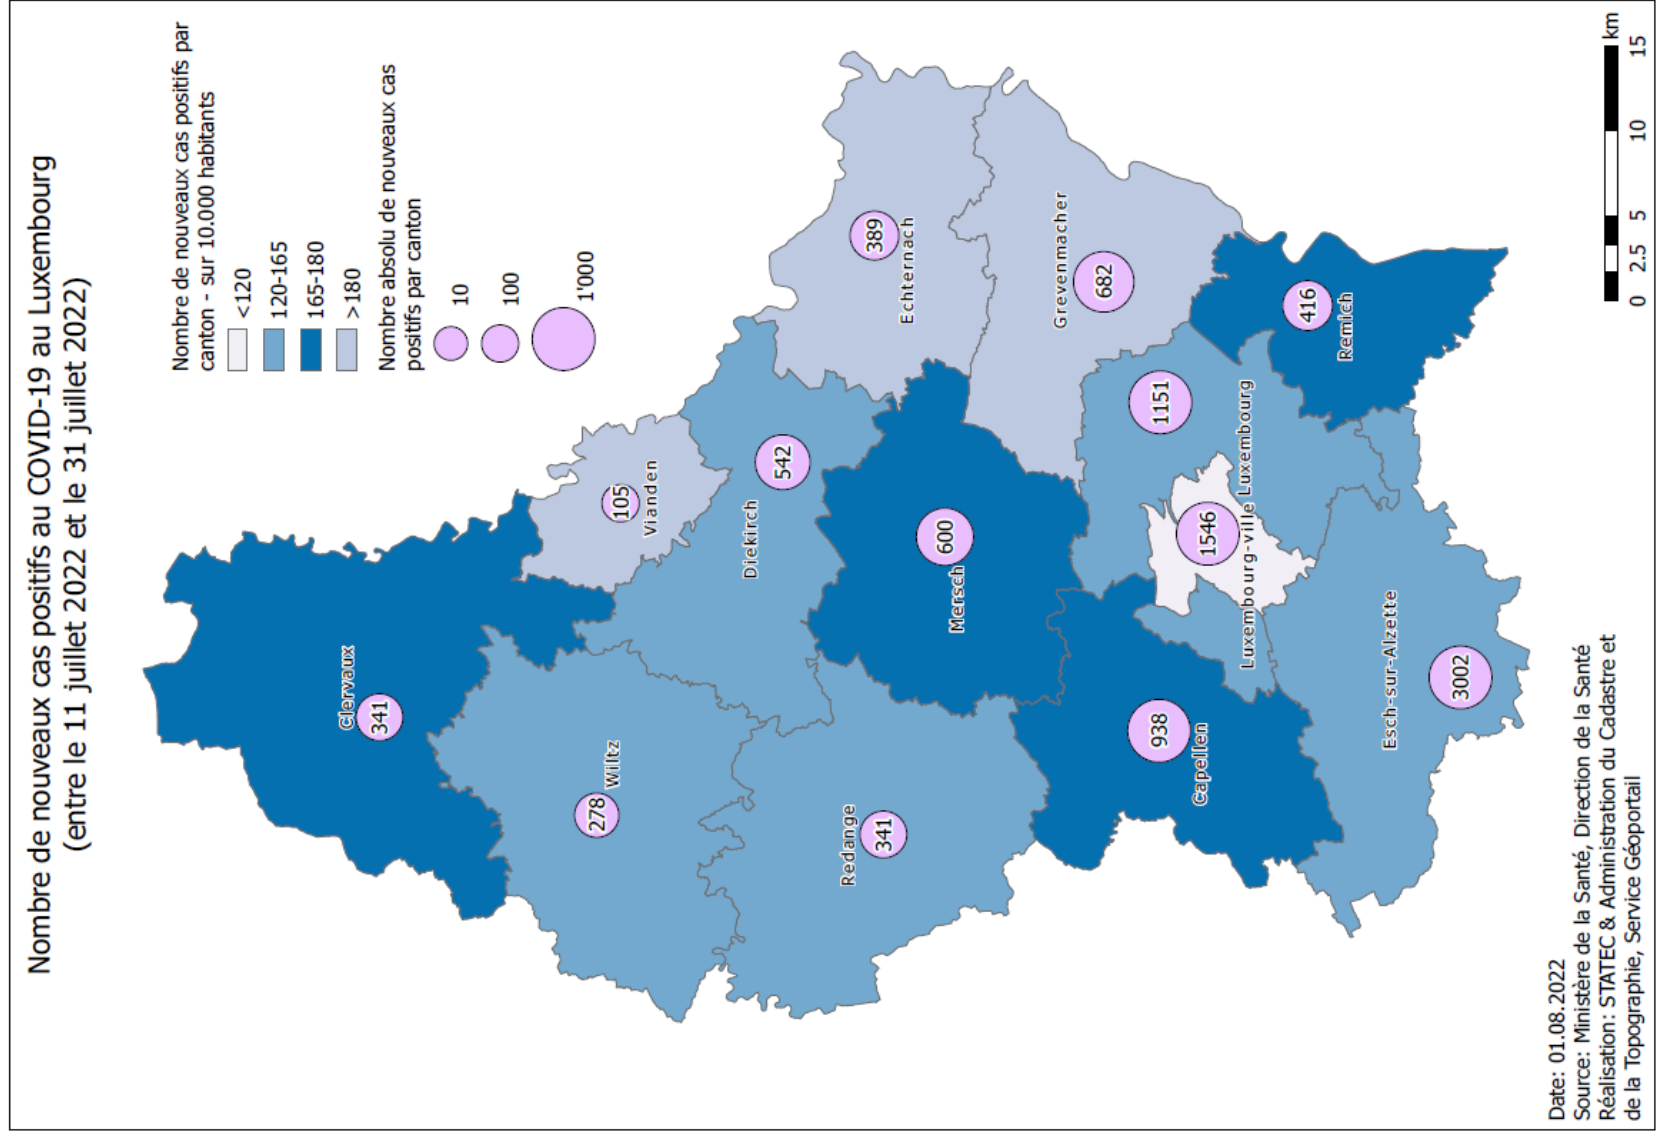 Nombre de nouveaux cas positifs au COVID-19 au Luxembourg
(entre le 11 juillet 2022 et le 31 juillet 2022)
Nombre de nouveaux cas positifs par
canton - sur 10.000 habitants
<120
120-165
165-180
>180
Nombre absolu de nouveaux cas
positifs par canton
10
100
1'000
Clervaux
341
Wiltz
278
Vianden
105
Diekirch
542
Redange
341
Echternach
389
Mersch
600
Grevenmacher
682
Capellen
938
Luxembourg-ville
1546
Luxembourg
1151
Remich
416
Esch-sur-Alzette
3002
Date: 01.08.2022
Source: Ministère de la Santé, Direction de la Santé
Réalisation: STATEC & Administration du Cadastre et
de la Topographie, Service Géoportail
0 2,5 5 10 15 km